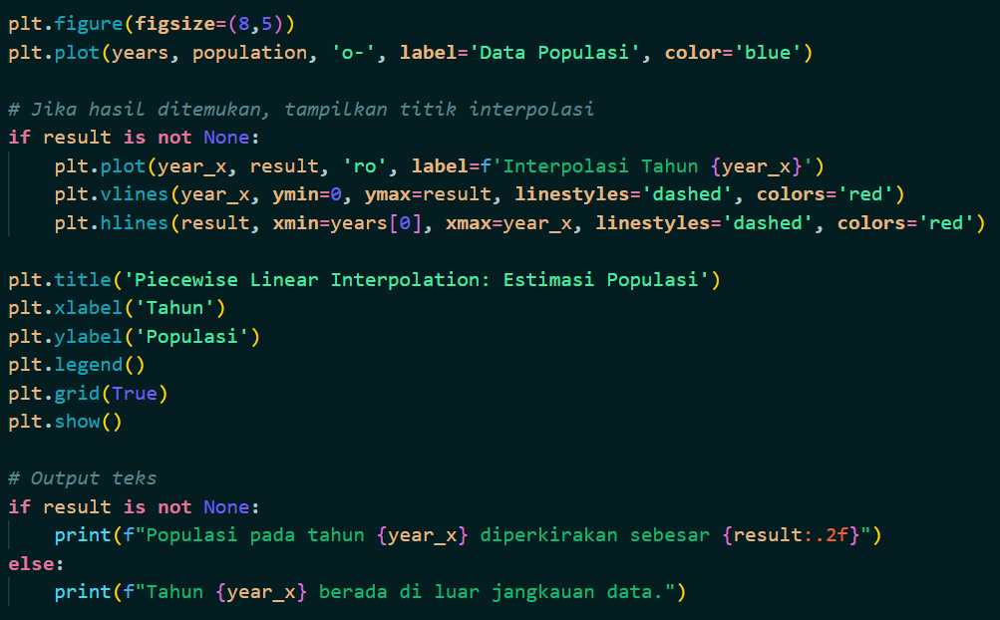 plt.figure(figsize=(8,5))
plt.plot(years, population, 'o-', label='Data Populasi', color='blue')
# Jika hasil ditemukan, tampilkan titik interpolasi
if result is not None:
    plt.plot(year_x, result, 'ro', label=f'Interpolasi Tahun {year_x}')
    plt.vlines(year_x, ymin=0, ymax=result, linestyles='dashed', colors='red')
    plt.hlines(result, xmin=years[0], xmax=year_x, linestyles='dashed', colors='red')
plt.title('Piecewise Linear Interpolation: Estimasi Populasi')
plt.xlabel('Tahun')
plt.ylabel('Populasi')
plt.legend()
plt.grid(True)
plt.show()
# Output teks
if result is not None:
    print(f"Populasi pada tahun {year_x} diperkirakan sebesar {result:.2f}")
else:
    print(f"Tahun {year_x} berada di luar jangkauan data.")